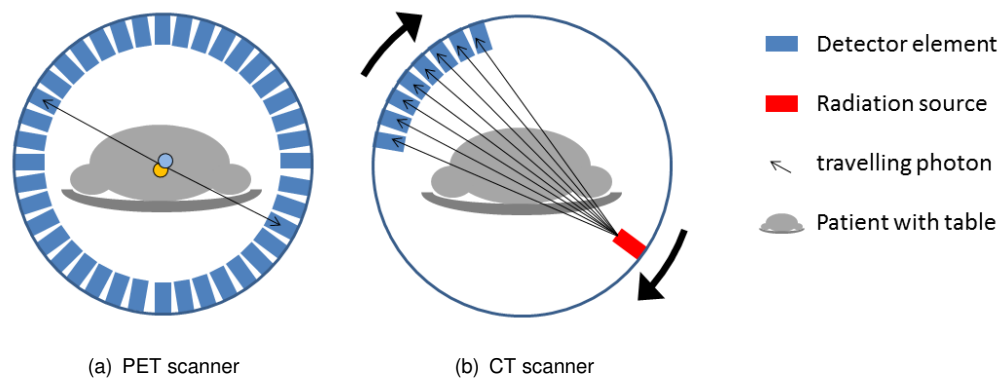 Detector element
Radiation source
travelling photon
Patient with table
(a) PET scanner
(b) CT scanner